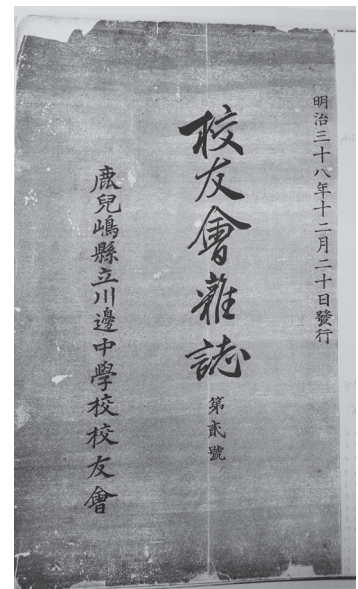 明治三十八年十二月二十日發行
校友會雜誌 第貳號
鹿兒嶋縣立川邊中學校校友會